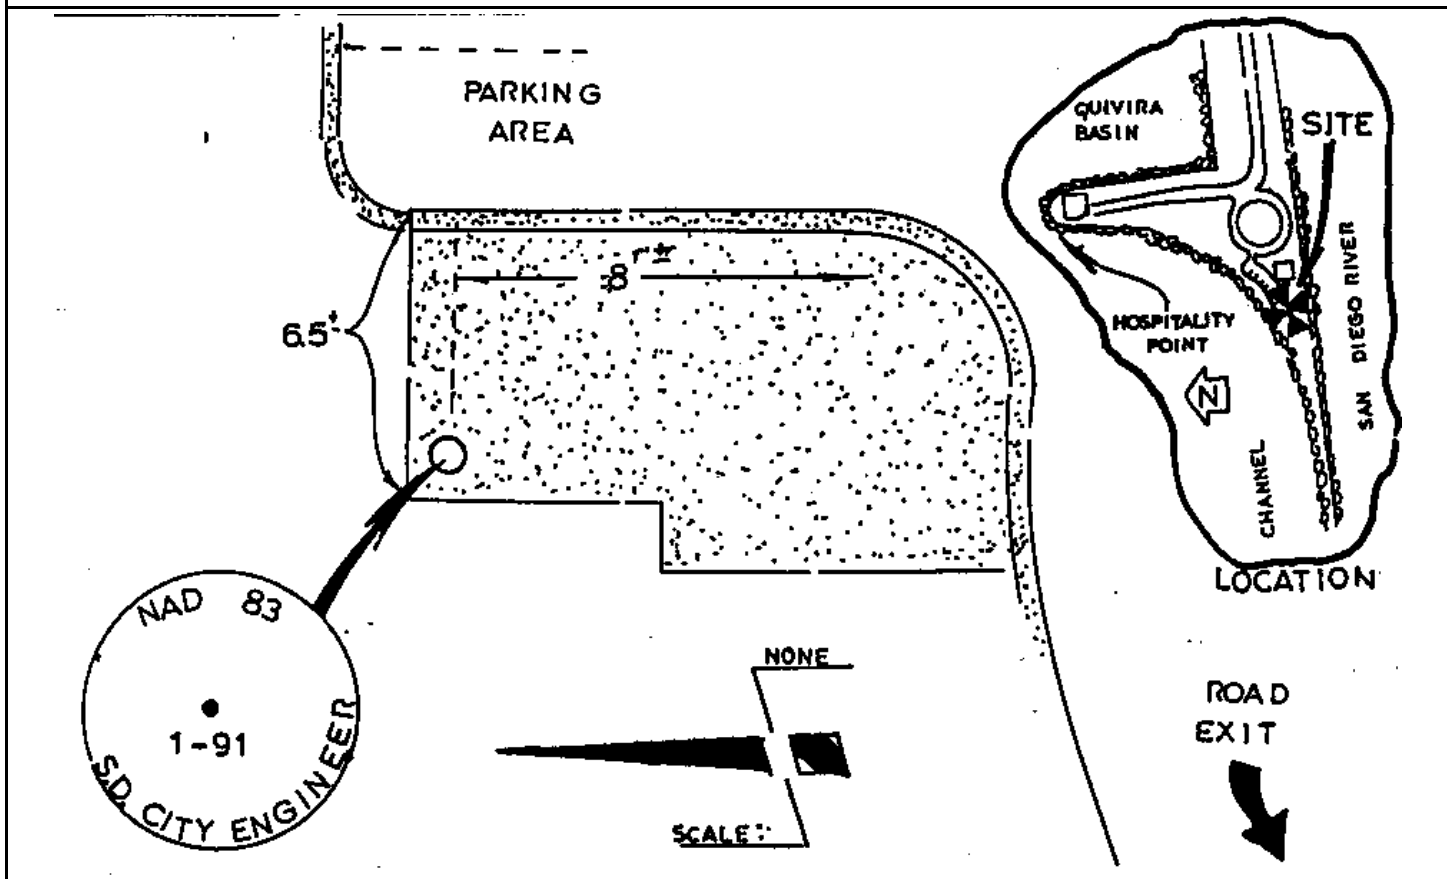 PARKING
AREA
8'±
6.5'±
NAD 83
1-91
S.D. CITY ENGINEER
NONE
SCALE:
QUIVIRA
BASIN
SITE
HOSPITALITY
POINT
N
SAN DIEGO RIVER
CHANNEL
LOCATION
ROAD
EXIT